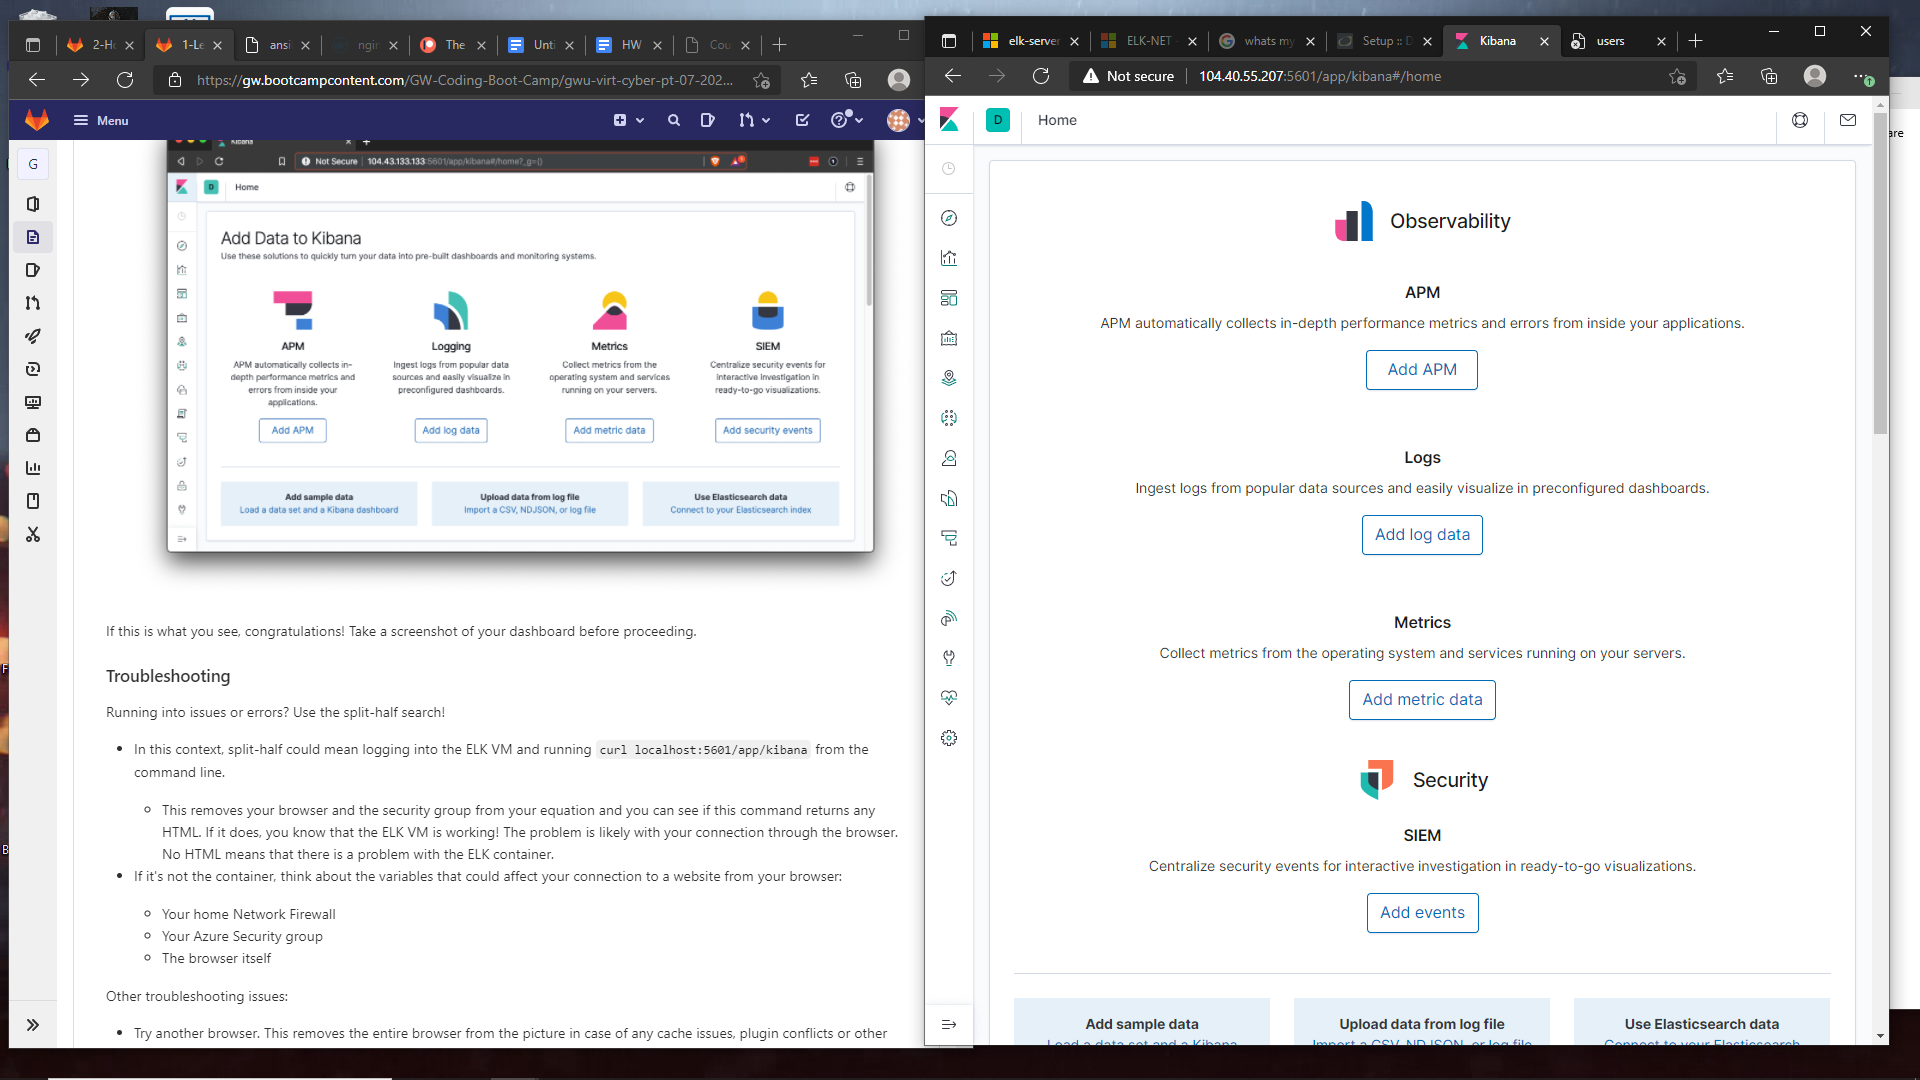 2-Ho
1-Le
ansi
ngin
The
Unti
HW
Cou
https://gw.bootcampcontent.com/GW-Coding-Boot-Camp/gwu-virt-cyber-pt-07-202...
Menu
G
Kibana
Not Secure
104.43.133.133:5601/app/kibana#/home?_g=()
D
Home
Add Data to Kibana
Use these solutions to quickly turn your data into pre-built dashboards and monitoring systems.
APM
APM automatically collects in-
depth performance metrics and
errors from inside your
applications.
Add APM
Logging
Ingest logs from popular data
sources and easily visualize in
preconfigured dashboards.
Add log data
Metrics
Collect metrics from the
operating system and services
running on your servers.
Add metric data
SIEM
Centralize security events for
interactive investigation in
ready-to-go visualizations.
Add security events
Add sample data
Load a data set and a Kibana dashboard
Upload data from log file
Import a CSV, NDJSON, or log file
Use Elasticsearch data
Connect to your Elasticsearch index
If this is what you see, congratulations! Take a screenshot of your dashboard before proceeding.
Troubleshooting
Running into issues or errors? Use the split-half search!
In this context, split-half could mean logging into the ELK VM and running curl localhost:5601/app/kibana from the
command line.
This removes your browser and the security group from your equation and you can see if this command returns any
HTML. If it does, you know that the ELK VM is working! The problem is likely with your connection through the browser.
No HTML means that there is a problem with the ELK container.
If it's not the container, think about the variables that could affect your connection to a website from your browser:
Your home Network Firewall
Your Azure Security group
The browser itself
Other troubleshooting issues:
Try another browser. This removes the entire browser from the picture in case of any cache issues, plugin conflicts or other
elk-server
ELK-NET -
whats my
Setup :: D
Kibana
users
Not secure
104.40.55.207:5601/app/kibana#/home
D
Home
Observability
APM
APM automatically collects in-depth performance metrics and errors from inside your applications.
Add APM
Logs
Ingest logs from popular data sources and easily visualize in preconfigured dashboards.
Add log data
Metrics
Collect metrics from the operating system and services running on your servers.
Add metric data
Security
SIEM
Centralize security events for interactive investigation in ready-to-go visualizations.
Add events
Add sample data
Load a data set and a Kibana
Upload data from log file
Import a CSV, NDJSON, or log file
Use Elasticsearch data
Connect to your Elasticsearch
are
F
B